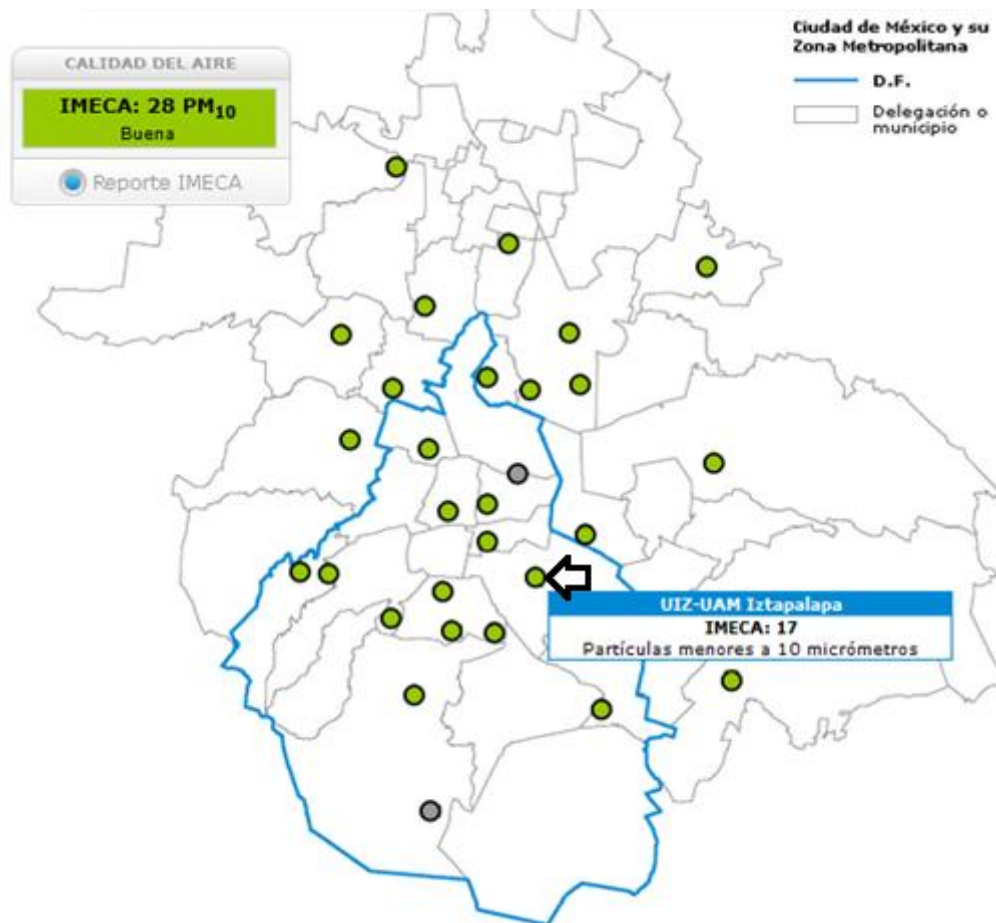 CALIDAD DEL AIRE
IMECA: 28 PM10
Buena
Reporte IMECA
Ciudad de México y su
Zona Metropolitana
D.F.
Delegación o
municipio
UIZ-UAM Iztapalapa
IMECA: 17
Partículas menores a 10 micrómetros